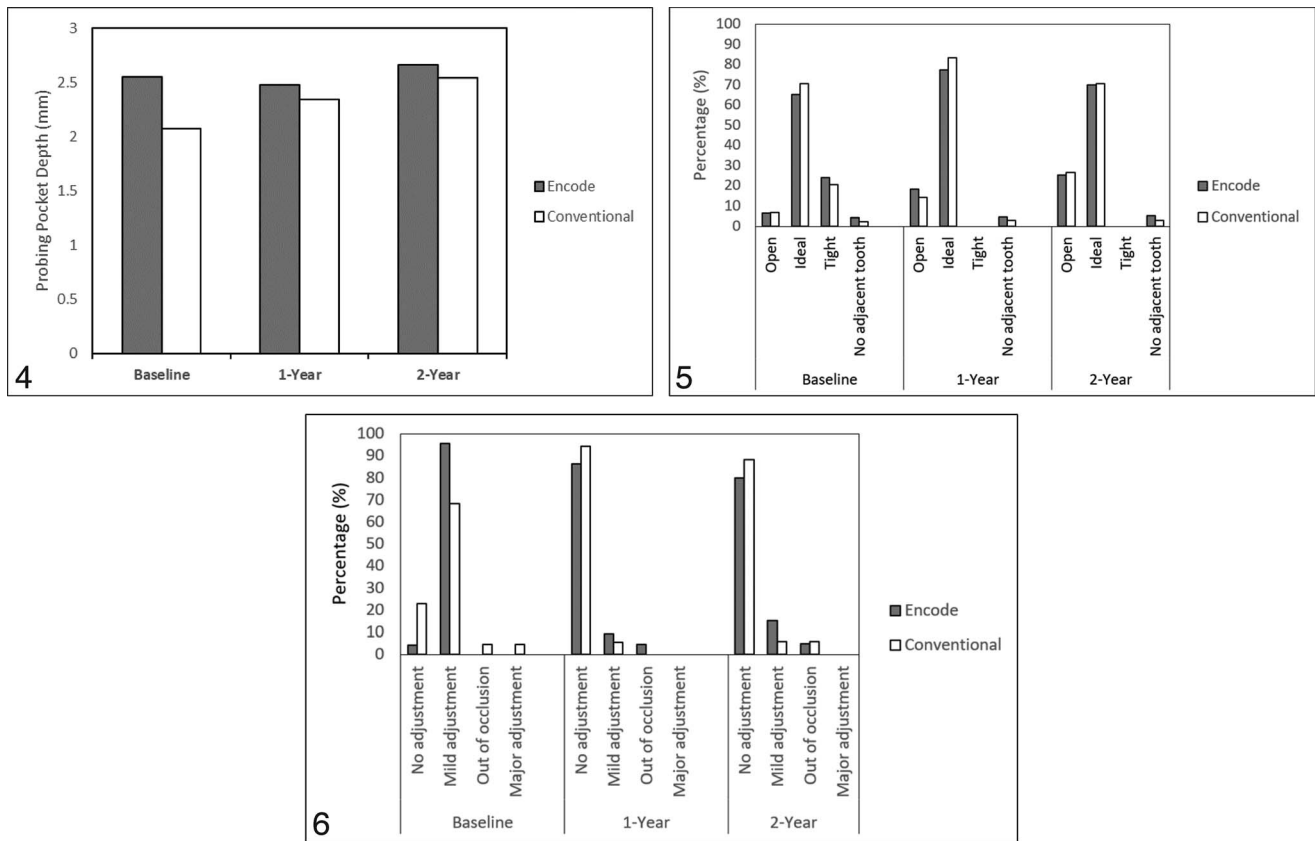 3
2.5
2
1.5
1
0.5
0
Probing Pocket Depth (mm)
Baseline
1-Year
2-Year
Encode
Conventional
4
100
90
80
70
60
50
40
30
20
10
0
Percentage (%)
Open
Ideal
Tight
No adjacent tooth
Open
Ideal
Tight
No adjacent tooth
Open
Ideal
Tight
No adjacent tooth
Baseline
1-Year
2-Year
Encode
Conventional
5
100
90
80
70
60
50
40
30
20
10
0
Percentage (%)
No adjustment
Mild adjustment
Out of occlusion
Major adjustment
No adjustment
Mild adjustment
Out of occlusion
Major adjustment
No adjustment
Mild adjustment
Out of occlusion
Major adjustment
Baseline
1-Year
2-Year
Encode
Conventional
6